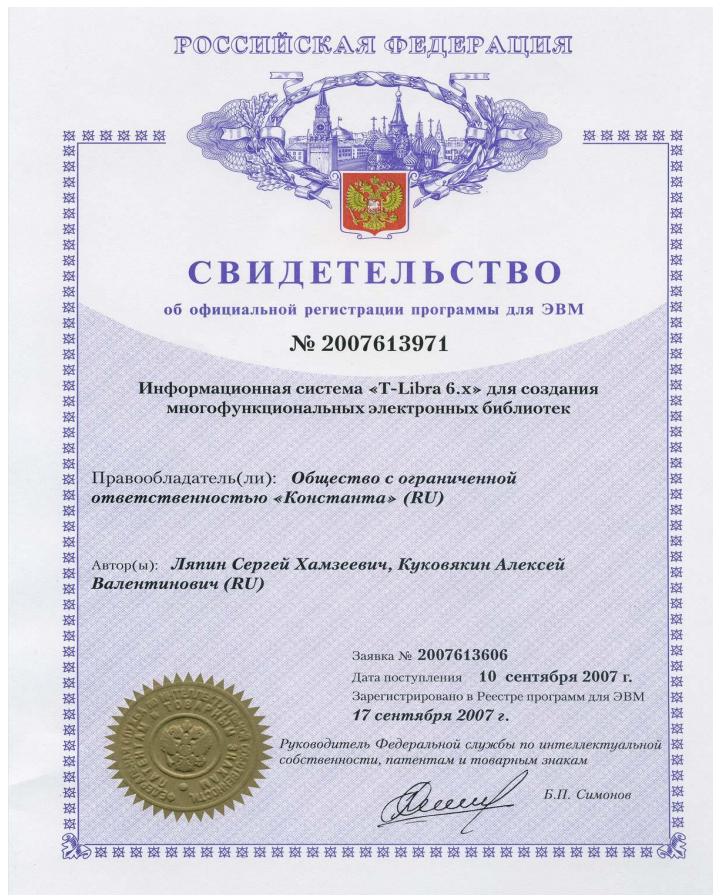 РОССИЙСКАЯ ФЕДЕРАЦИЯ
СВИДЕТЕЛЬСТВО
об официальной регистрации программы для ЭВМ
№ 2007613971
Информационная система «T-Libra 6.x» для создания
многофункциональных электронных библиотек
Правообладатель(ли): Общество с ограниченной
ответственностью «Константа» (RU)
Автор(ы): Ляпин Сергей Хамзеевич, Куковякин Алексей
Валентинович (RU)
Заявка № 2007613606
Дата поступления 10 сентября 2007 г.
Зарегистрировано в Реестре программ для ЭВМ
17 сентября 2007 г.
Руководитель Федеральной службы по интеллектуальной
собственности, патентам и товарным знакам
Б.П. Симонов